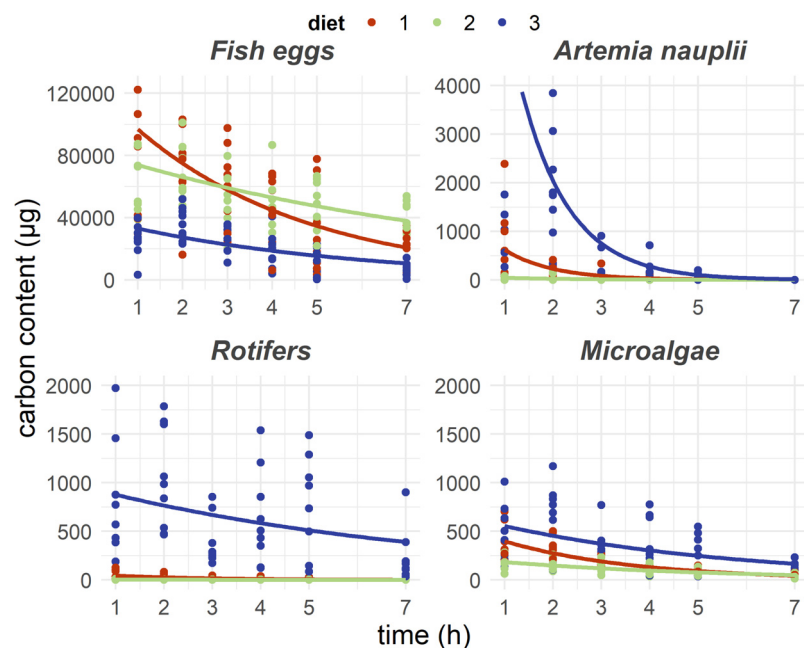 diet 1 2 3
Fish eggs
Artemia nauplii
120000
80000
40000
0
1 2 3 4 5 7
4000
3000
2000
1000
0
1 2 3 4 5 7
carbon content (µg)
Rotifers
Microalgae
2000
1500
1000
500
0
1 2 3 4 5 7
2000
1500
1000
500
0
1 2 3 4 5 7
time (h)